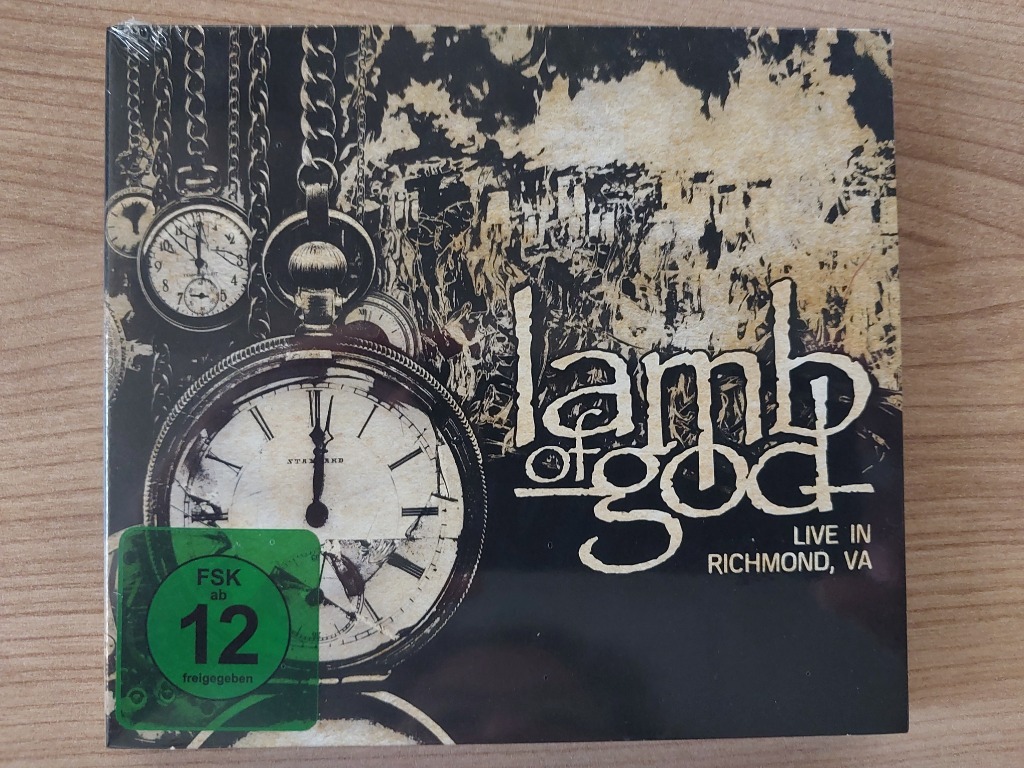 lamb
of god
LIVE IN
RICHMOND, VA
FSK
ab
12
freigegeben